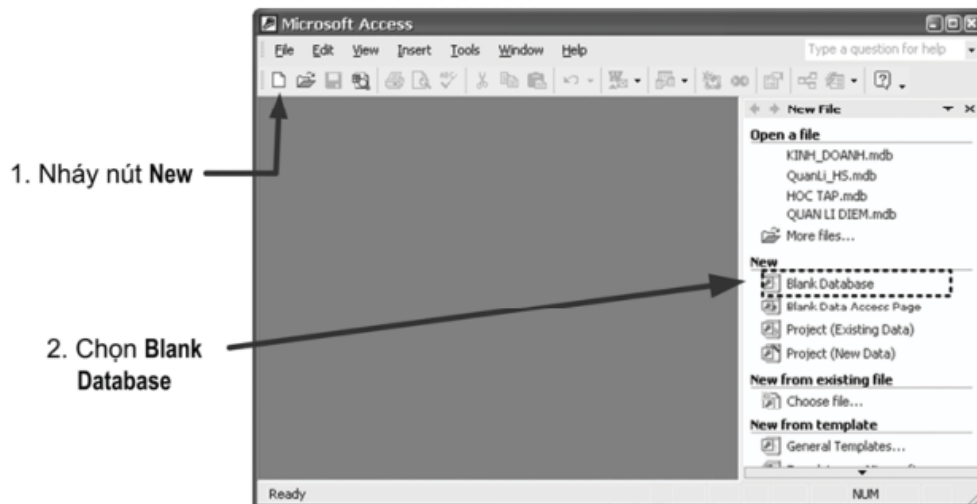 Microsoft Access
File Edit View Insert Tools Window Help
Type a question for help
New File
Open a file
KINH_DOANH.mdb
QuanLi_HS.mdb
HOC TAP.mdb
QUAN LI DIEM.mdb
More files...
New
Blank Database
Blank Data Access Page
Project (Existing Data)
Project (New Data)
New from existing file
Choose file...
New from template
General Templates...
Ready
NUM
1. Nháy nút New
2. Chọn Blank
Database